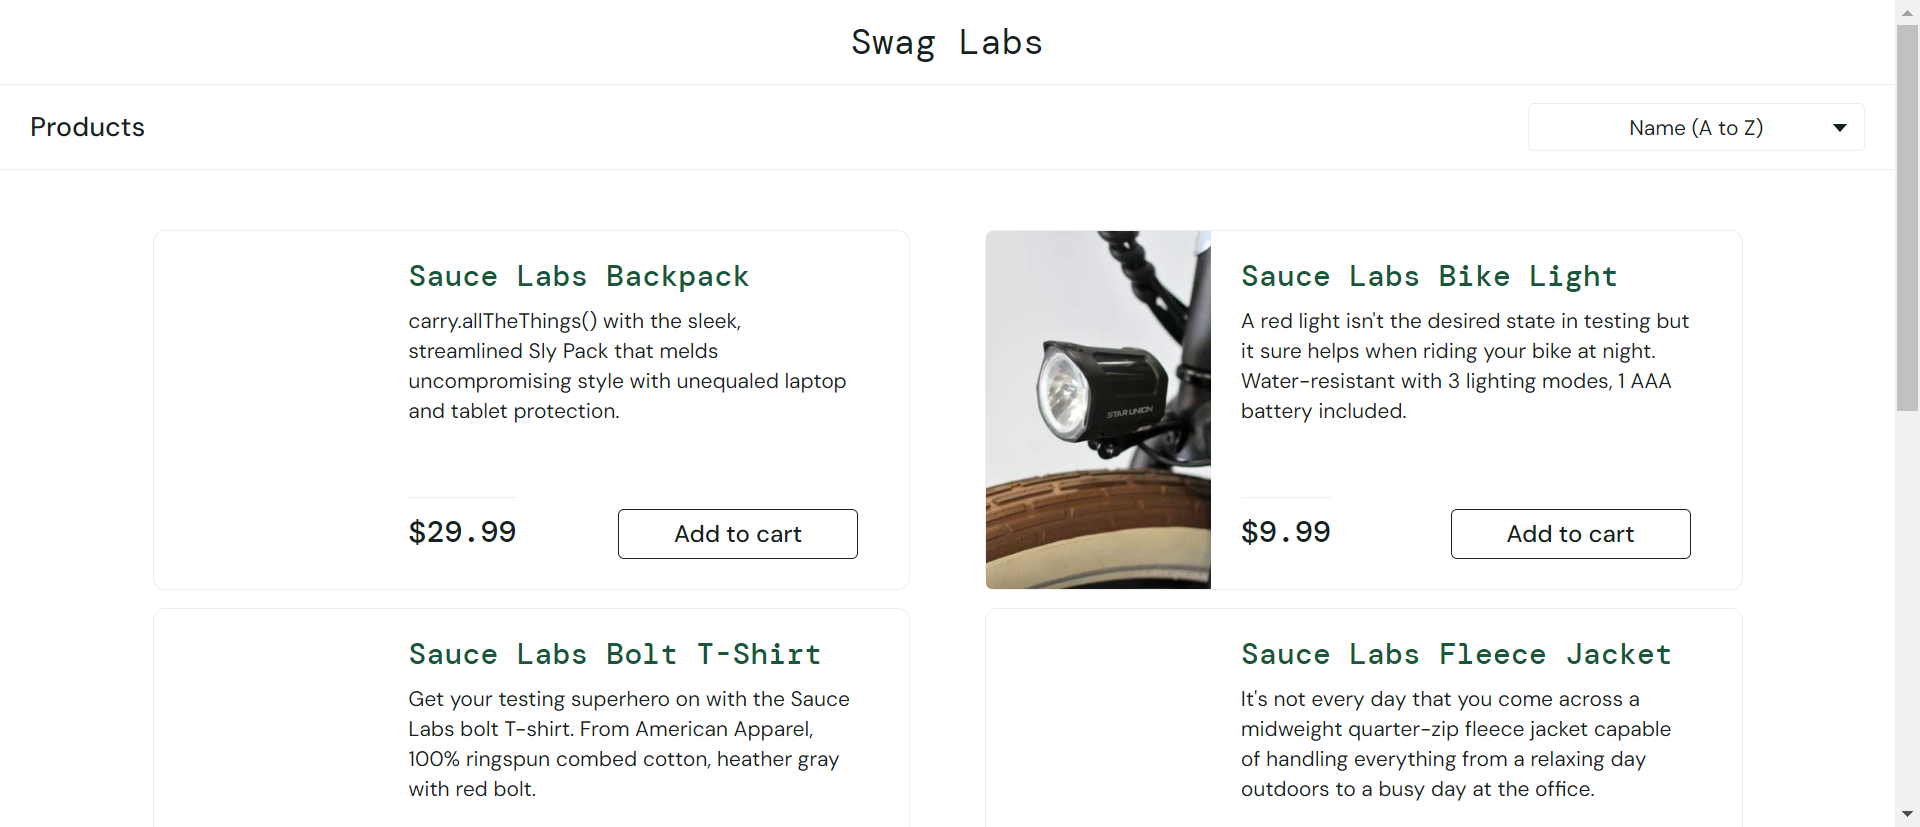 Swag Labs
Products
Name (A to Z)
Sauce Labs Backpack
carry.allTheThings() with the sleek,
streamlined Sly Pack that melds
uncompromising style with unequaled laptop
and tablet protection.
$29.99
Add to cart
STAR UNION
Sauce Labs Bike Light
A red light isn't the desired state in testing but
it sure helps when riding your bike at night.
Water-resistant with 3 lighting modes, 1 AAA
battery included.
$9.99
Add to cart
Sauce Labs Bolt T-Shirt
Get your testing superhero on with the Sauce
Labs bolt T-shirt. From American Apparel,
100% ringspun combed cotton, heather gray
with red bolt.
Sauce Labs Fleece Jacket
It's not every day that you come across a
midweight quarter-zip fleece jacket capable
of handling everything from a relaxing day
outdoors to a busy day at the office.